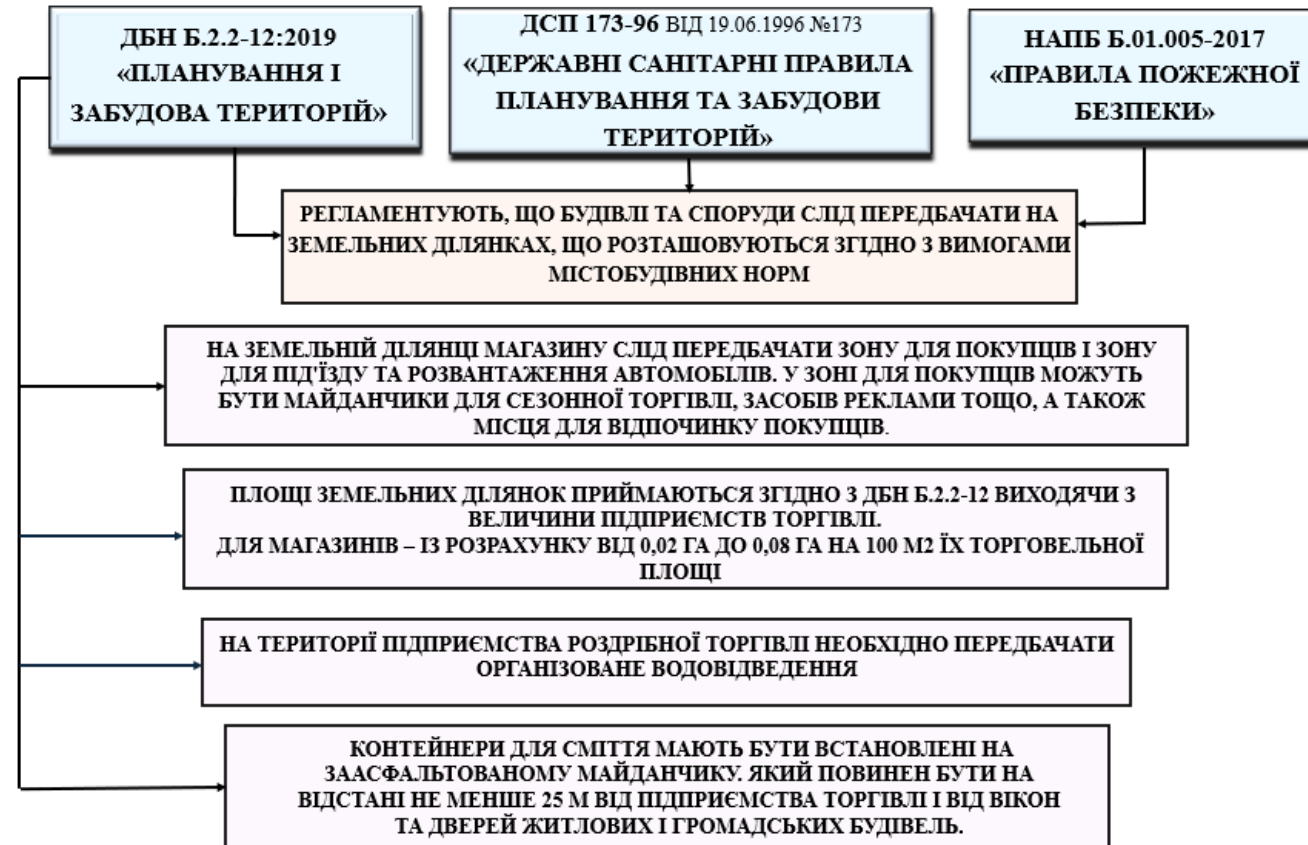 ДБН Б.2.2-12:2019
«ПЛАНУВАННЯ І
ЗАБУДОВА ТЕРИТОРІЙ»
ДСП 173-96 ВІД 19.06.1996 №173
«ДЕРЖАВНІ САНІТАРНІ ПРАВИЛА
ПЛАНУВАННЯ ТА ЗАБУДОВИ
ТЕРИТОРІЙ»
НАПБ Б.01.005-2017
«ПРАВИЛА ПОЖЕЖНОЇ
БЕЗПЕКИ»
РЕГЛАМЕНТУЮТЬ, ЩО БУДІВЛІ ТА СПОРУДИ СЛІД ПЕРЕДБАЧАТИ НА
ЗЕМЕЛЬНИХ ДІЛЯНКАХ, ЩО РОЗТАШОВУЮТЬСЯ ЗГІДНО З ВИМОГАМИ
МІСТОБУДІВНИХ НОРМ
НА ЗЕМЕЛЬНІЙ ДІЛЯНЦІ МАГАЗИНУ СЛІД ПЕРЕДБАЧАТИ ЗОНУ ДЛЯ ПОКУПЦІВ І ЗОНУ
ДЛЯ ПІД'ЇЗДУ ТА РОЗВАНТАЖЕННЯ АВТОМОБІЛІВ. У ЗОНІ ДЛЯ ПОКУПЦІВ МОЖУТЬ
БУТИ МАЙДАНЧИКИ ДЛЯ СЕЗОННОЇ ТОРГІВЛІ, ЗАСОБІВ РЕКЛАМИ ТОЩО, А ТАКОЖ
МІСЦЯ ДЛЯ ВІДПОЧИНКУ ПОКУПЦІВ.
ПЛОЩІ ЗЕМЕЛЬНИХ ДІЛЯНОК ПРИЙМАЮТЬСЯ ЗГІДНО З ДБН Б.2.2-12 ВИХОДЯЧИ З
ВЕЛИЧИНИ ПІДПРИЄМСТВ ТОРГІВЛІ.
ДЛЯ МАГАЗИНІВ – ІЗ РОЗРАХУНКУ ВІД 0,02 ГА ДО 0,08 ГА НА 100 М2 ЇХ ТОРГОВЕЛЬНОЇ
ПЛОЩІ
НА ТЕРИТОРІЇ ПІДПРИЄМСТВА РОЗДРІБНОЇ ТОРГІВЛІ НЕОБХІДНО ПЕРЕДБАЧАТИ
ОРГАНІЗОВАНЕ ВОДОВІДВЕДЕННЯ
КОНТЕЙНЕРИ ДЛЯ СМІТТЯ МАЮТЬ БУТИ ВСТАНОВЛЕНІ НА
ЗААСФАЛЬТОВАНОМУ МАЙДАНЧИКУ. ЯКИЙ ПОВИНЕН БУТИ НА
ВІДСТАНІ НЕ МЕНШЕ 25 М ВІД ПІДПРИЄМСТВА ТОРГІВЛІ І ВІД ВІКОН
ТА ДВЕРЕЙ ЖИТЛОВИХ І ГРОМАДСЬКИХ БУДІВЕЛЬ.